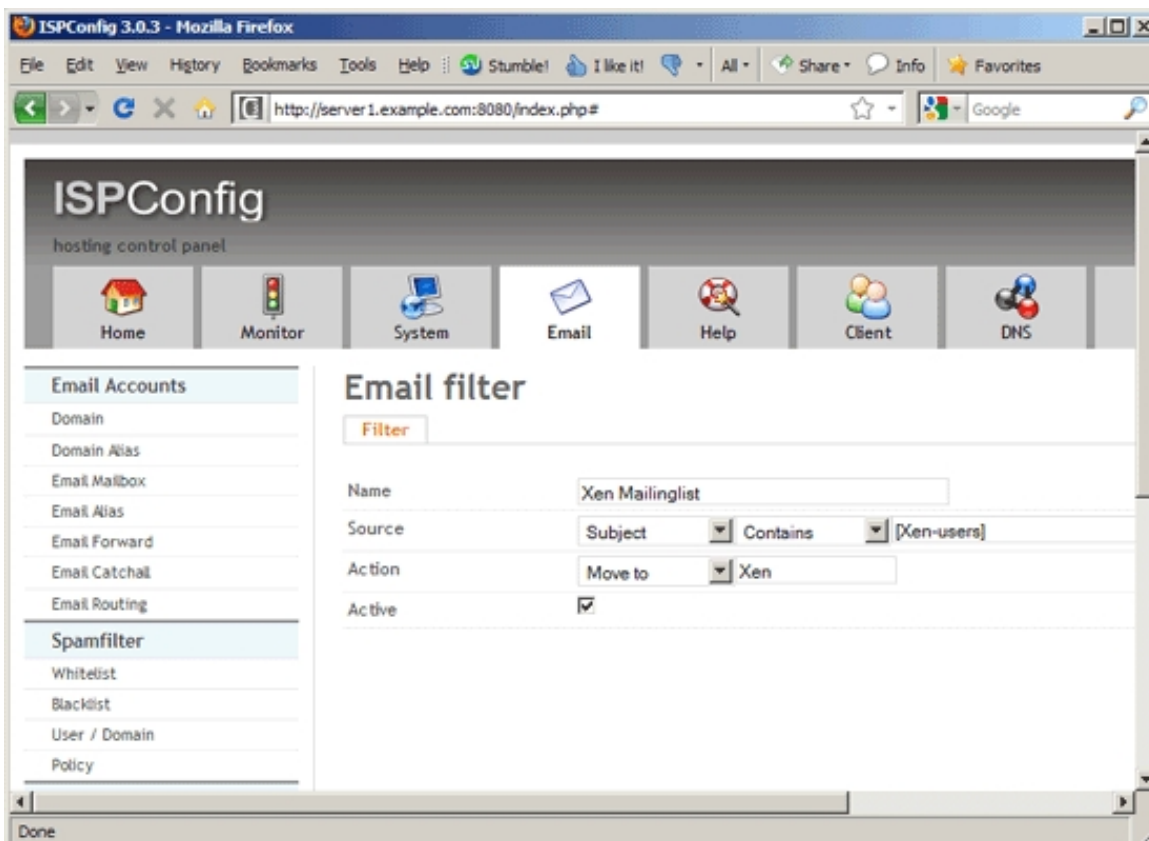 ISPConfig 3.0.3 - Mozilla Firefox
File Edit View History Bookmarks Tools Help Stumble! I like it! All Share Info Favorites
http://server1.example.com:8080/index.php# Google
ISPConfig
hosting control panel
Home Monitor System Email Help Client DNS
Email Accounts
Domain
Domain Alias
Email Mailbox
Email Alias
Email Forward
Email Catchall
Email Routing
Spamfilter
Whitelist
Blacklist
User / Domain
Policy
Email filter
Filter
Name Xen Mailinglist
Source Subject Contains [Xen-users]
Action Move to Xen
Active
Done